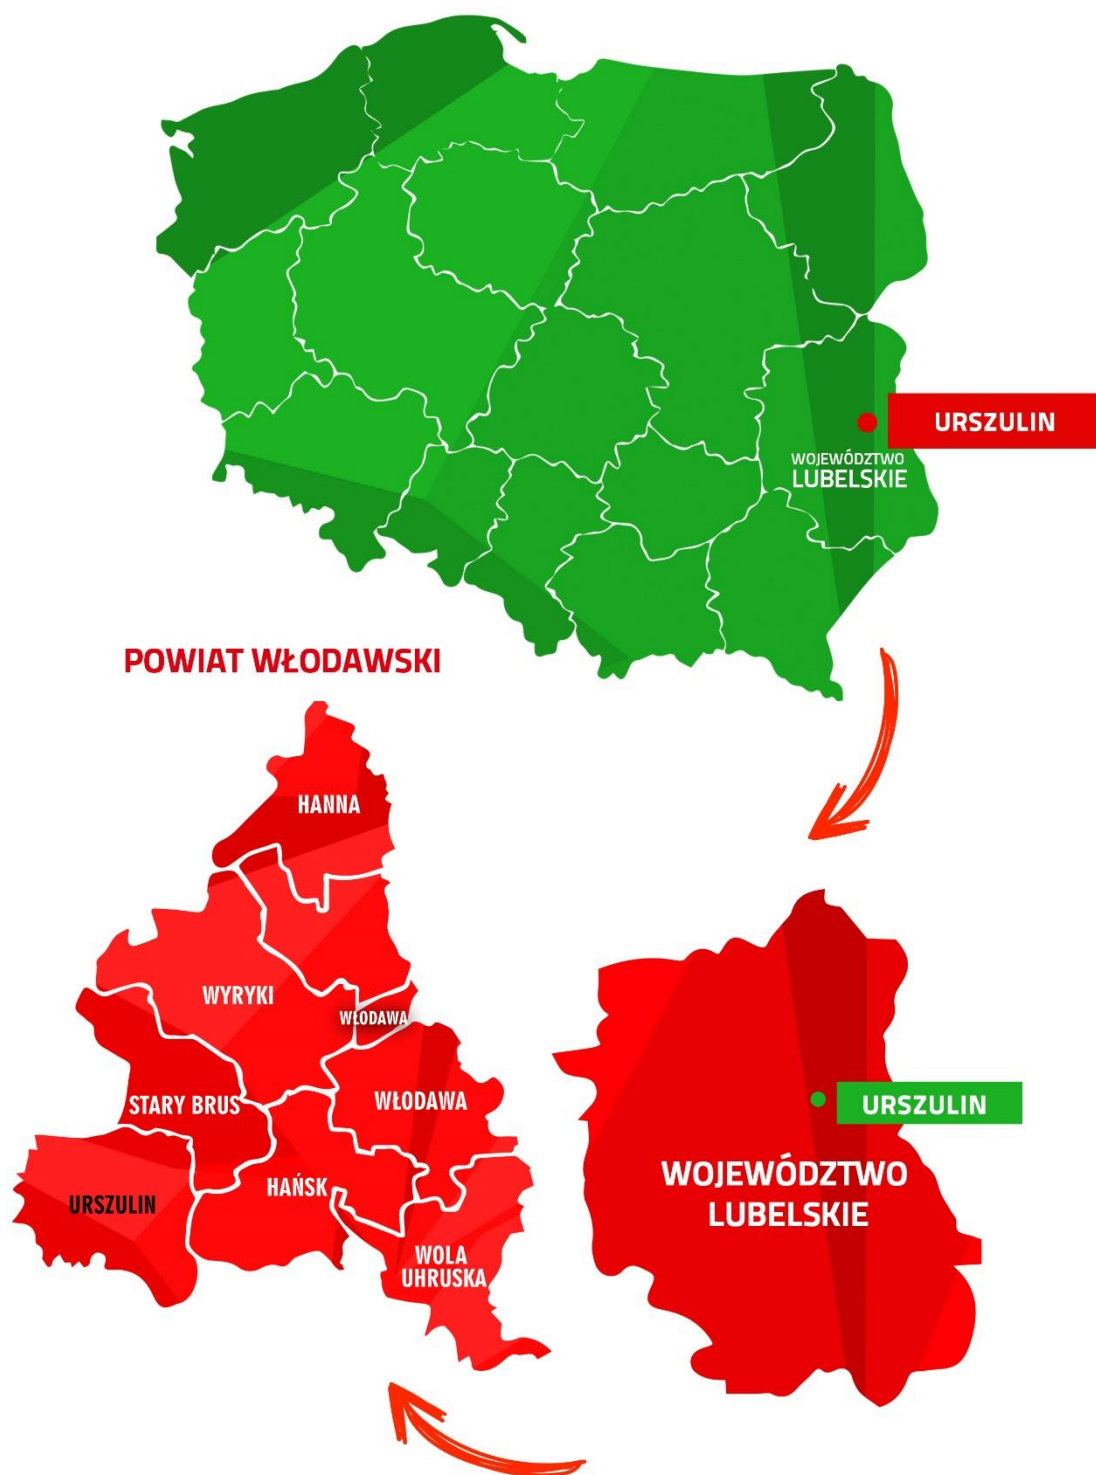 URSZULIN
WOJEWÓDZTWO
LUBELSKIE
POWIAT WŁODAWSKI
HANNA
WYRYKI
WŁODAWA
STARY BRUS
WŁODAWA
URSZULIN
HAŃSK
WOLA
UHRUSKA
URSZULIN
WOJEWÓDZTWO
LUBELSKIE